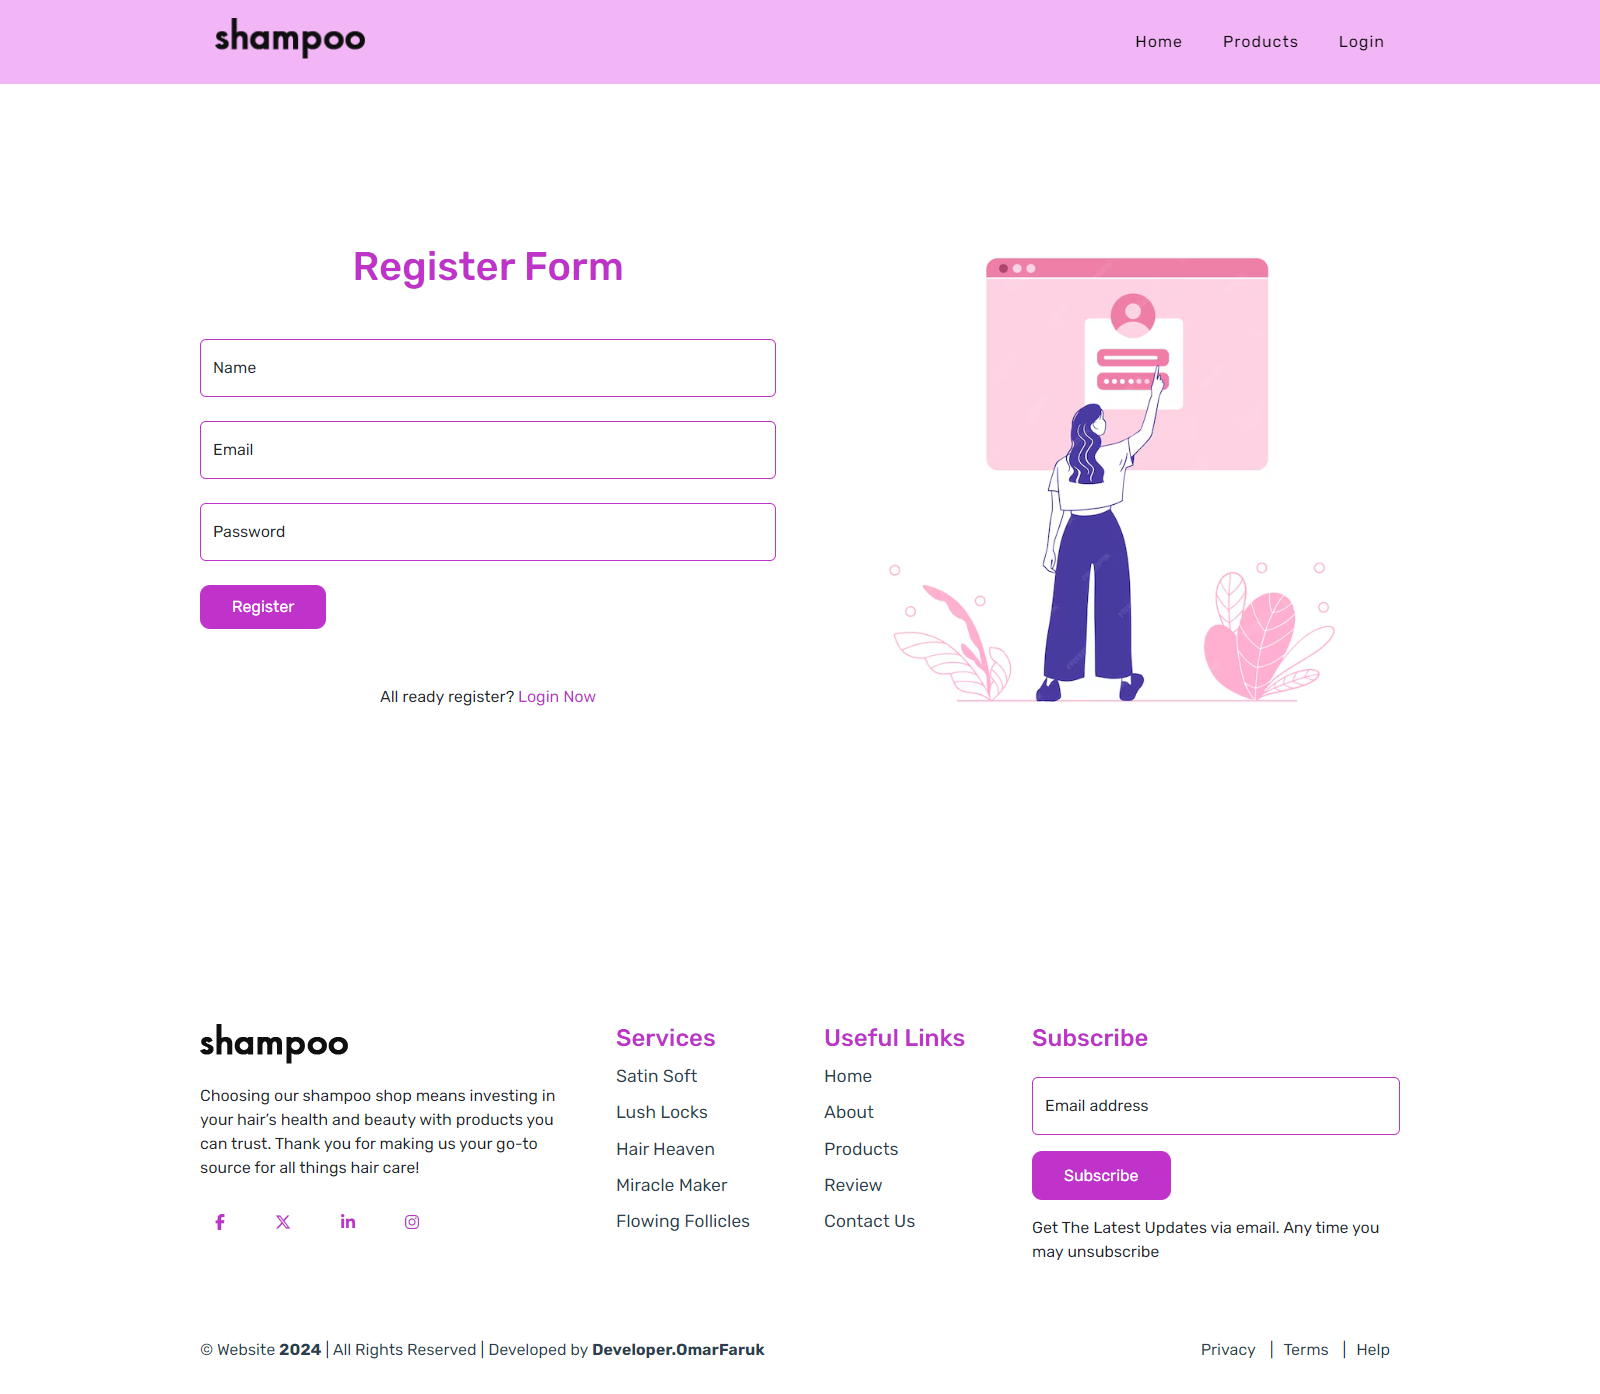 shampoo
Home Products Login
Register Form
Name
Email
Password
Register
All ready register? Login Now
shampoo
Choosing our shampoo shop means investing in
your hair’s health and beauty with products you
can trust. Thank you for making us your go-to
source for all things hair care!
Services
Satin Soft
Lush Locks
Hair Heaven
Miracle Maker
Flowing Follicles
Useful Links
Home
About
Products
Review
Contact Us
Subscribe
Email address
Subscribe
Get The Latest Updates via email. Any time you
may unsubscribe
© Website 2024 | All Rights Reserved | Developed by Developer.OmarFaruk
Privacy | Terms | Help